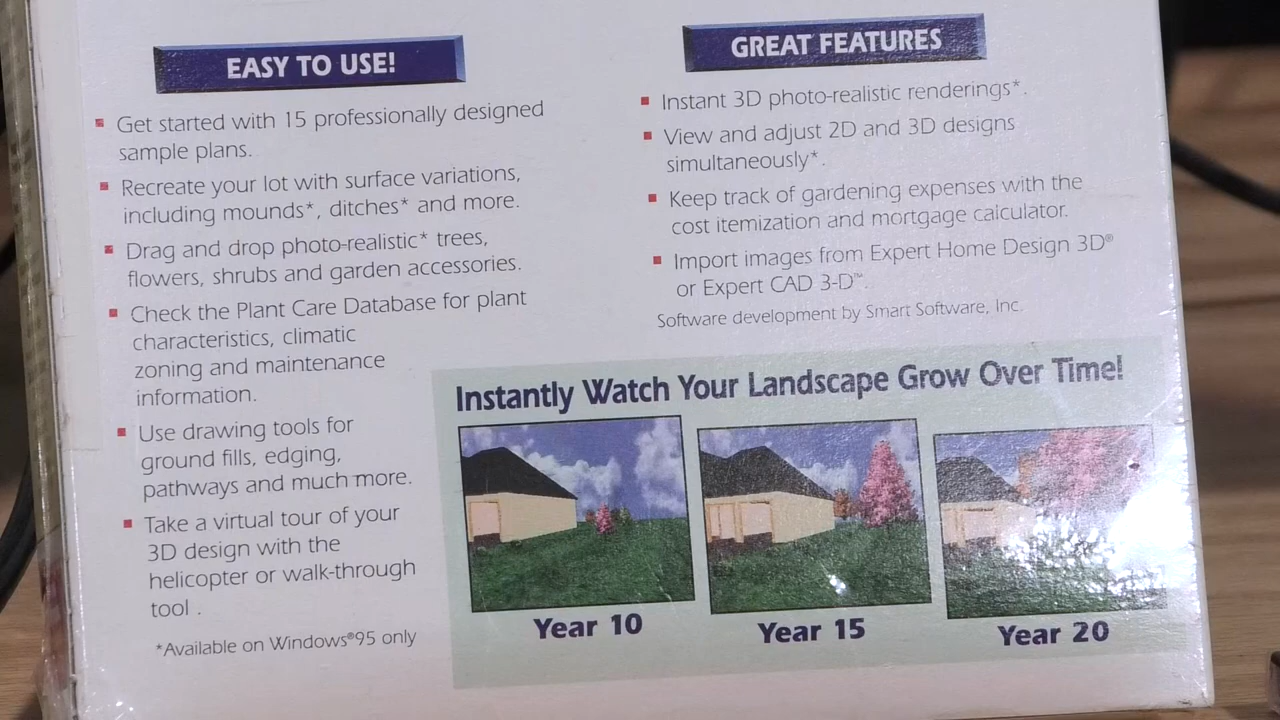 EASY TO USE!
Get started with 15 professionally designed
sample plans.
Recreate your lot with surface variations,
including mounds*, ditches* and more.
Drag and drop photo-realistic* trees,
flowers, shrubs and garden accessories.
Check the Plant Care Database for plant
characteristics, climatic
zoning and maintenance
information.
Use drawing tools for
ground fills, edging,
pathways and much more.
Take a virtual tour of your
3D design with the
helicopter or walk-through
tool .
*Available on Windows®95 only
GREAT FEATURES
Instant 3D photo-realistic renderings*.
View and adjust 2D and 3D designs
simultaneously*.
Keep track of gardening expenses with the
cost itemization and mortgage calculator.
Import images from Expert Home Design 3D®
or Expert CAD 3-D™.
Software development by Smart Software, Inc.
Instantly Watch Your Landscape Grow Over Time!
Year 10
Year 15
Year 20